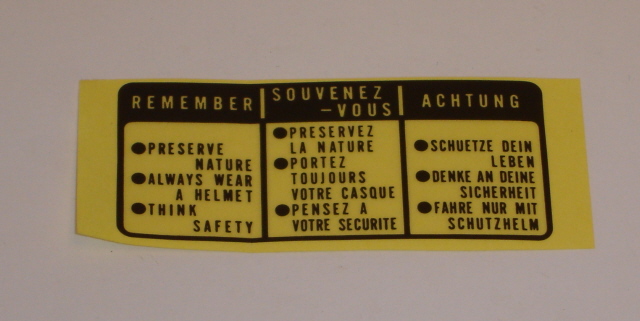 REMEMBER
●PRESERVE
NATURE
●ALWAYS WEAR
A HELMET
●THINK
SAFETY
SOUVENEZ
-VOUS
●PRESERVEZ
LA NATURE
●PORTEZ
TOUJOURS
VOTRE CASQUE
●PENSEZ A
VOTRE SECURITE
ACHTUNG
●SCHUETZE DEIN
LEBEN
●DENKE AN DEINE
SICHERHEIT
●FAHRE NUR MIT
SCHUTZHELM